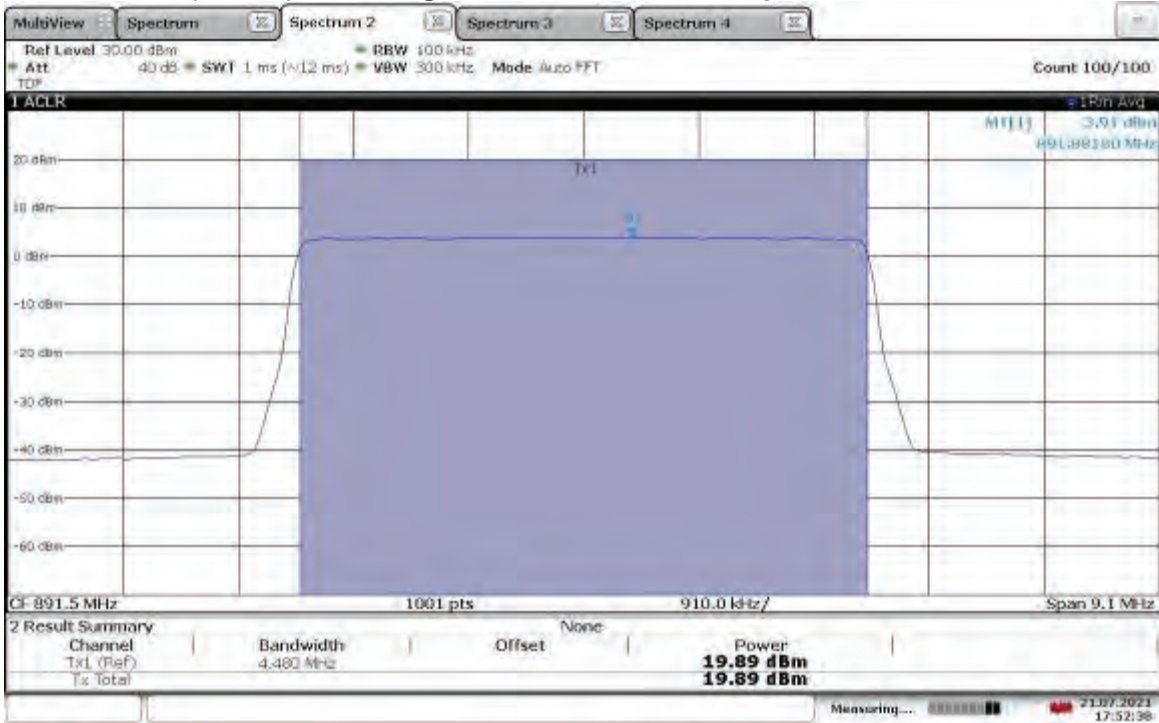 MultiView Spectrum Spectrum 2 Spectrum 3 Spectrum 4
Ref Level 30.00 dBm RBW 100 kHz
Att 40 dB SWT 1 ms (~12 ms) VBW 300 kHz Mode Auto FFT Count 100/100
TDF
1 ACLR 1Rm Avg
M1[1] 3.91 dBm
891.88180 MHz
20 dBm
Tx1
10 dBm
0 dBm
-10 dBm
-20 dBm
-30 dBm
-40 dBm
-50 dBm
-60 dBm
CF 891.5 MHz 1001 pts 910.0 kHz/ Span 9.1 MHz
2 Result Summary None
Channel Bandwidth Offset Power
Tx1 (Ref) 4.480 MHz 19.89 dBm
Tx Total 19.89 dBm
Measuring... 21.07.2021
17:52:38